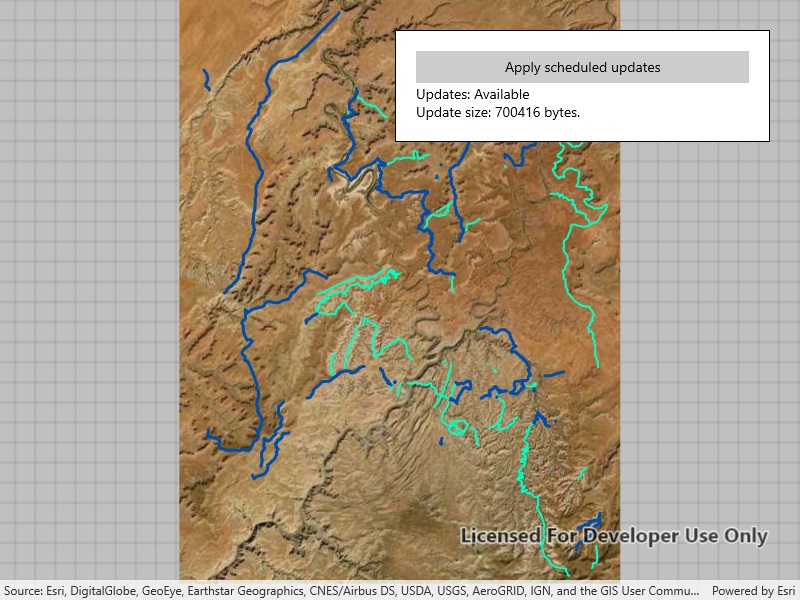 Apply scheduled updates
Updates: Available
Update size: 700416 bytes.
Licensed For Developer Use Only
Source: Esri, DigitalGlobe, GeoEye, Earthstar Geographics, CNES/Airbus DS, USDA, USGS, AeroGRID, IGN, and the GIS User Commu... Powered by Esri